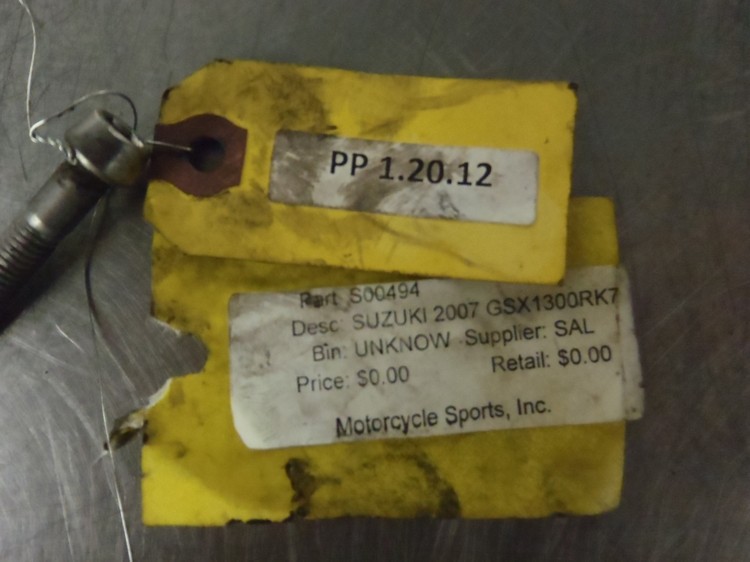 PP 1.20.12
Part S00494
Desc SUZUKI 2007 GSX1300RK7
Bin: UNKNOW Supplier: SAL
Price: $0.00 Retail: $0.00
Motorcycle Sports, Inc.